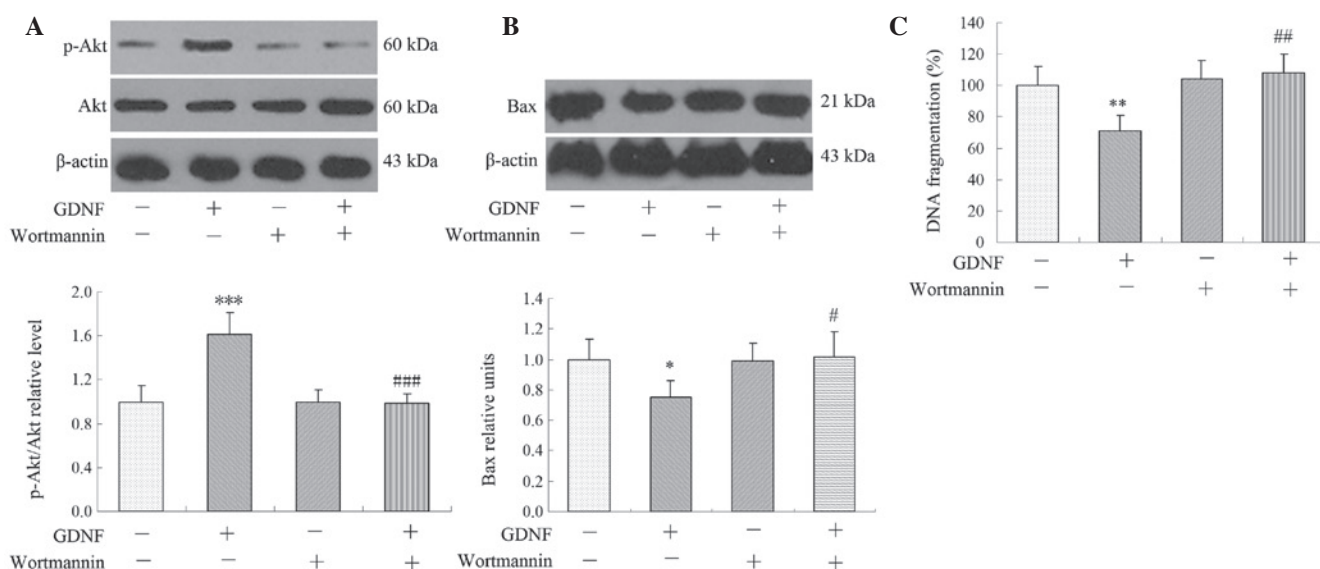 A
p-Akt 60 kDa
Akt 60 kDa
β-actin 43 kDa
GDNF − + − +
Wortmannin − − + +
p-Akt/Akt relative level
2.0
1.6
1.2
0.8
0.4
0.0
***
###
GDNF − + − +
Wortmannin − − + +
B
Bax 21 kDa
β-actin 43 kDa
GDNF − + − +
Wortmannin − − + +
Bax relative units
1.4
1.2
1.0
0.8
0.6
0.4
0.2
0.0
*
#
GDNF − + − +
Wortmannin − − + +
C
DNA fragmentation (%)
140
120
100
80
60
40
20
0
**
##
GDNF − + − +
Wortmannin − − + +